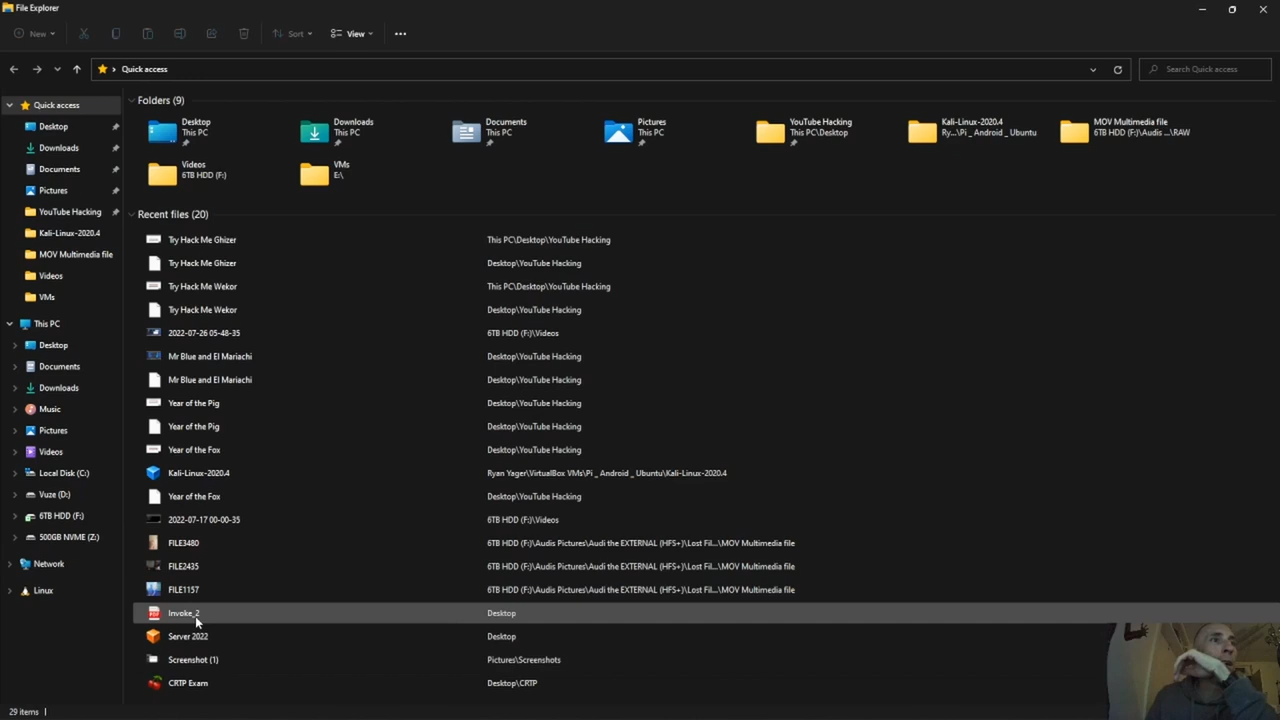 File Explorer
New
Sort
View
Quick access
Search Quick access
Quick access
Desktop
Downloads
Documents
Pictures
YouTube Hacking
Kali-Linux-2020.4
MOV Multimedia file
Videos
VMs
This PC
Desktop
Documents
Downloads
Music
Pictures
Videos
Local Disk (C:)
Vuze (D:)
6TB HDD (F:)
500GB NVME (Z:)
Network
Linux
Folders (9)
Desktop
This PC
Downloads
This PC
Documents
This PC
Pictures
This PC
YouTube Hacking
This PC\Desktop
Kali-Linux-2020.4
Ry...\Pi _ Android _ Ubuntu
MOV Multimedia file
6TB HDD (F:)\Audis ...\RAW
Videos
6TB HDD (F:)
VMs
E:\
Recent files (20)
Try Hack Me Ghizer This PC\Desktop\YouTube Hacking
Try Hack Me Ghizer Desktop\YouTube Hacking
Try Hack Me Wekor This PC\Desktop\YouTube Hacking
Try Hack Me Wekor Desktop\YouTube Hacking
2022-07-26 05-48-35 6TB HDD (F:)\Videos
Mr Blue and El Mariachi Desktop\YouTube Hacking
Mr Blue and El Mariachi Desktop\YouTube Hacking
Year of the Pig Desktop\YouTube Hacking
Year of the Pig Desktop\YouTube Hacking
Year of the Fox Desktop\YouTube Hacking
Kali-Linux-2020.4 Ryan Yager\VirtualBox VMs\Pi _ Android _ Ubuntu\Kali-Linux-2020.4
Year of the Fox Desktop\YouTube Hacking
2022-07-17 00-00-35 6TB HDD (F:)\Videos
FILE3480 6TB HDD (F:)\Audis Pictures\Audi the EXTERNAL (HFS+)\Lost Fil...\MOV Multimedia file
FILE2435 6TB HDD (F:)\Audis Pictures\Audi the EXTERNAL (HFS+)\Lost Fil...\MOV Multimedia file
FILE1157 6TB HDD (F:)\Audis Pictures\Audi the EXTERNAL (HFS+)\Lost Fil...\MOV Multimedia file
Invoke_2 Desktop
Server 2022 Desktop
Screenshot (1) Pictures\Screenshots
CRTP Exam Desktop\CRTP
29 items